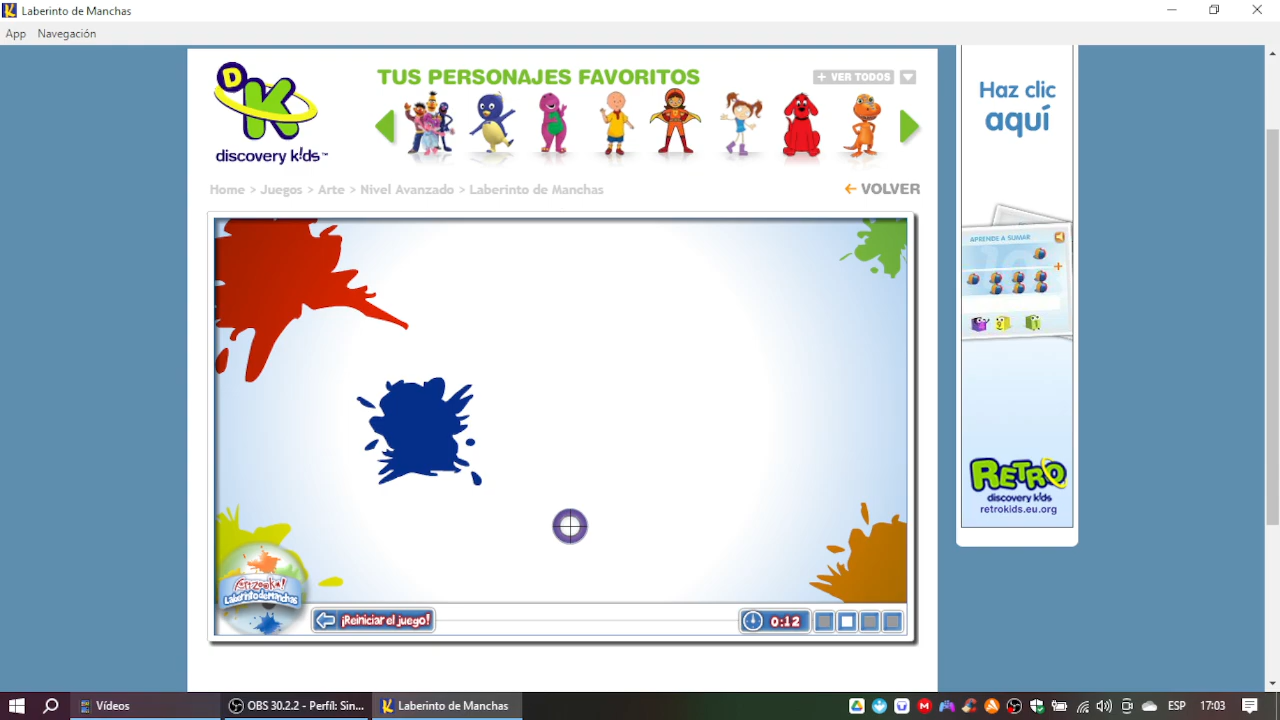 Laberinto de Manchas
App Navegación
D K
discovery kids™
TUS PERSONAJES FAVORITOS
+ VER TODOS
Home > Juegos > Arte > Nivel Avanzado > Laberinto de Manchas
VOLVER
Haz clic
aquí
APRENDE A SUMAR
RETRO
discovery kids
retrokids.eu.org
¡Artzooka!
Laberinto de Manchas
¡Reiniciar el juego!
0:12
Vídeos
OBS 30.2.2 - Perfil: Sin...
Laberinto de Manchas
ESP
17:03